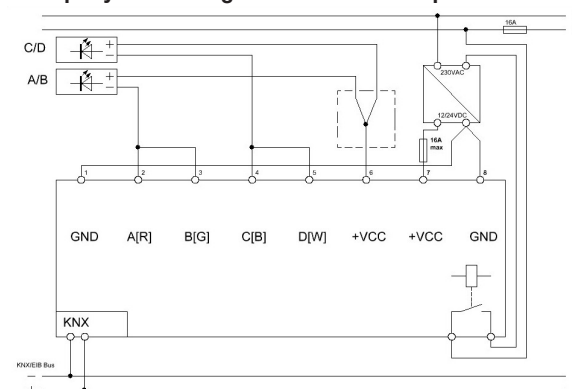 16A
C/D
+
−
A/B
+
−
230VAC
12/24VDC
16A
max
1 2 3 4 5 6 7 8
GND A[R] B[G] C[B] D[W] +VCC +VCC GND
KNX
KNX/EIB Bus
−
+